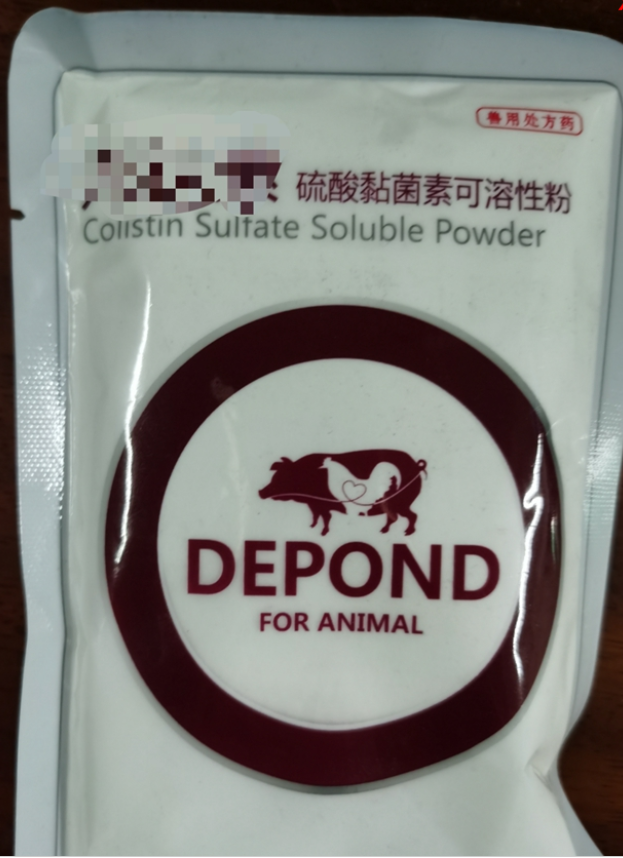 兽用处方药
硫酸黏菌素可溶性粉
Colistin Sulfate Soluble Powder
DEPOND
FOR ANIMAL